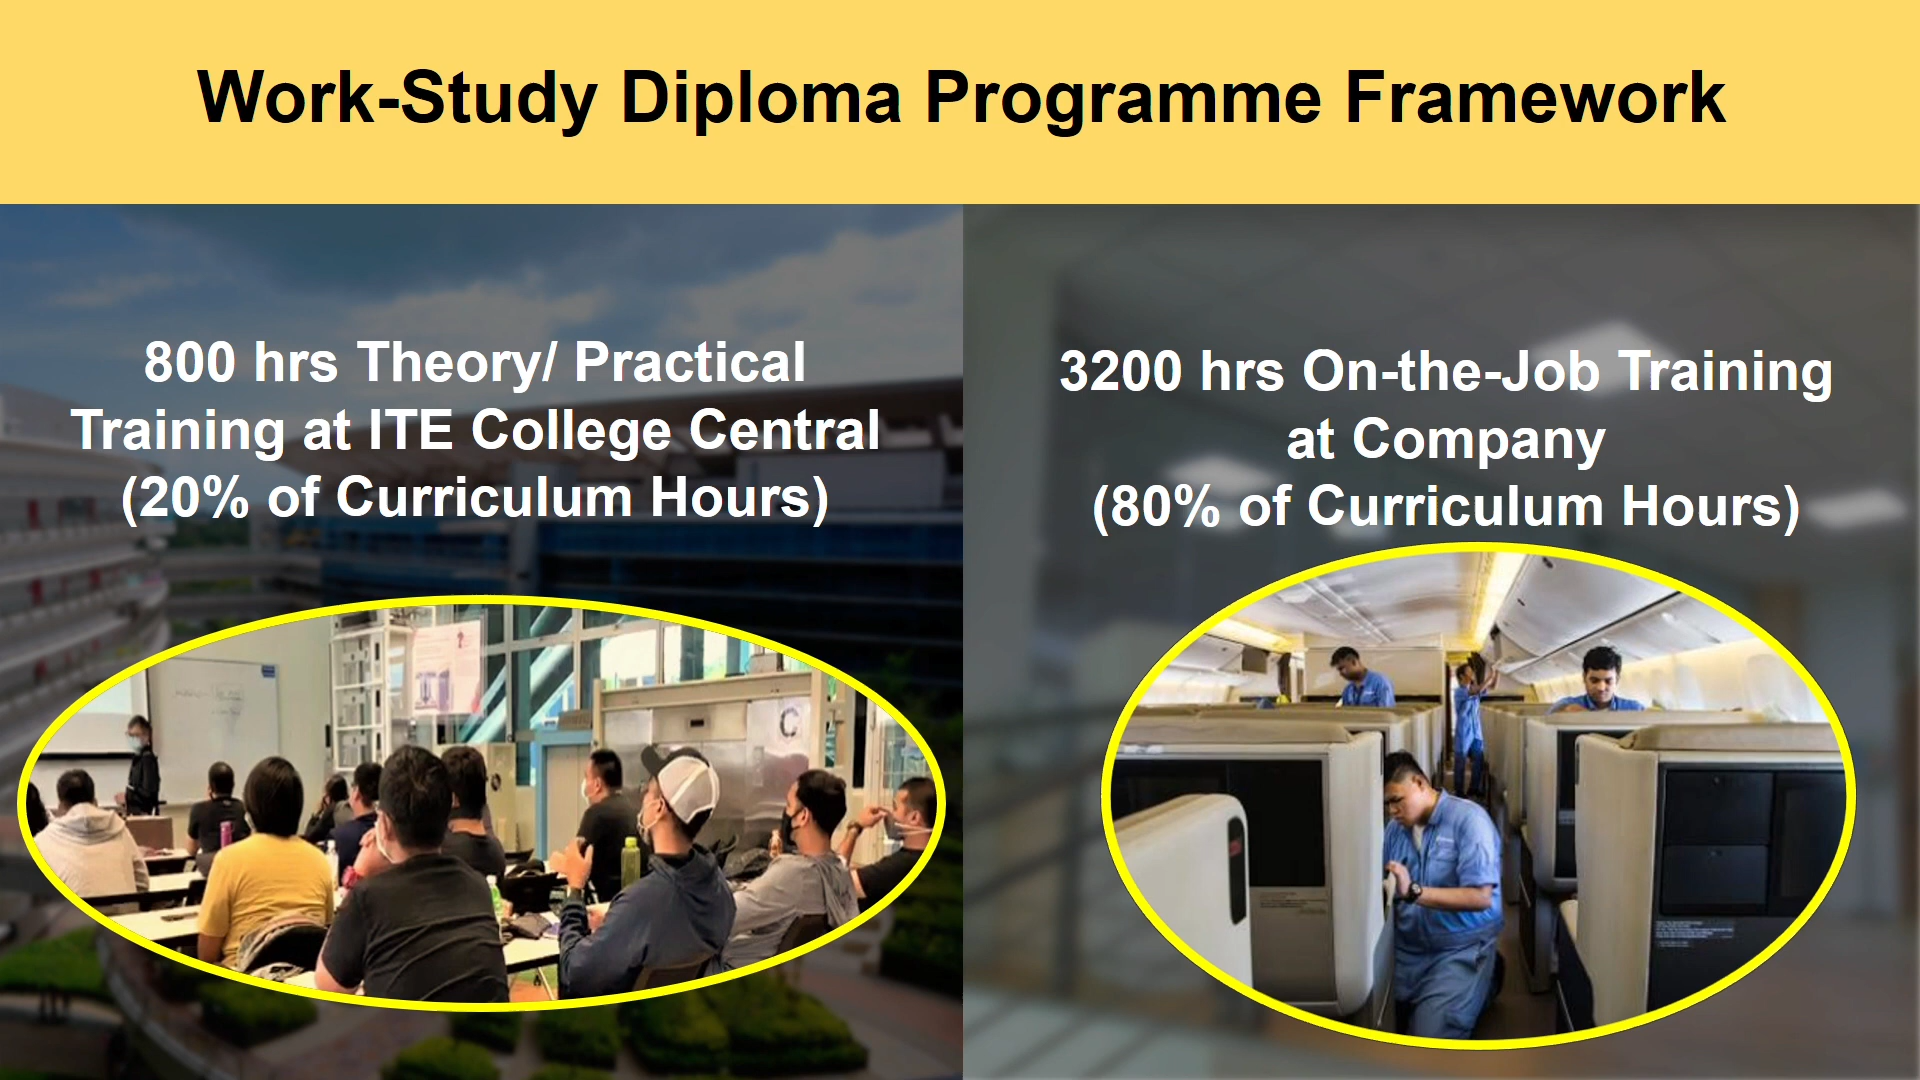 Work-Study Diploma Programme Framework
800 hrs Theory/ Practical
Training at ITE College Central
(20% of Curriculum Hours)
3200 hrs On-the-Job Training
at Company
(80% of Curriculum Hours)